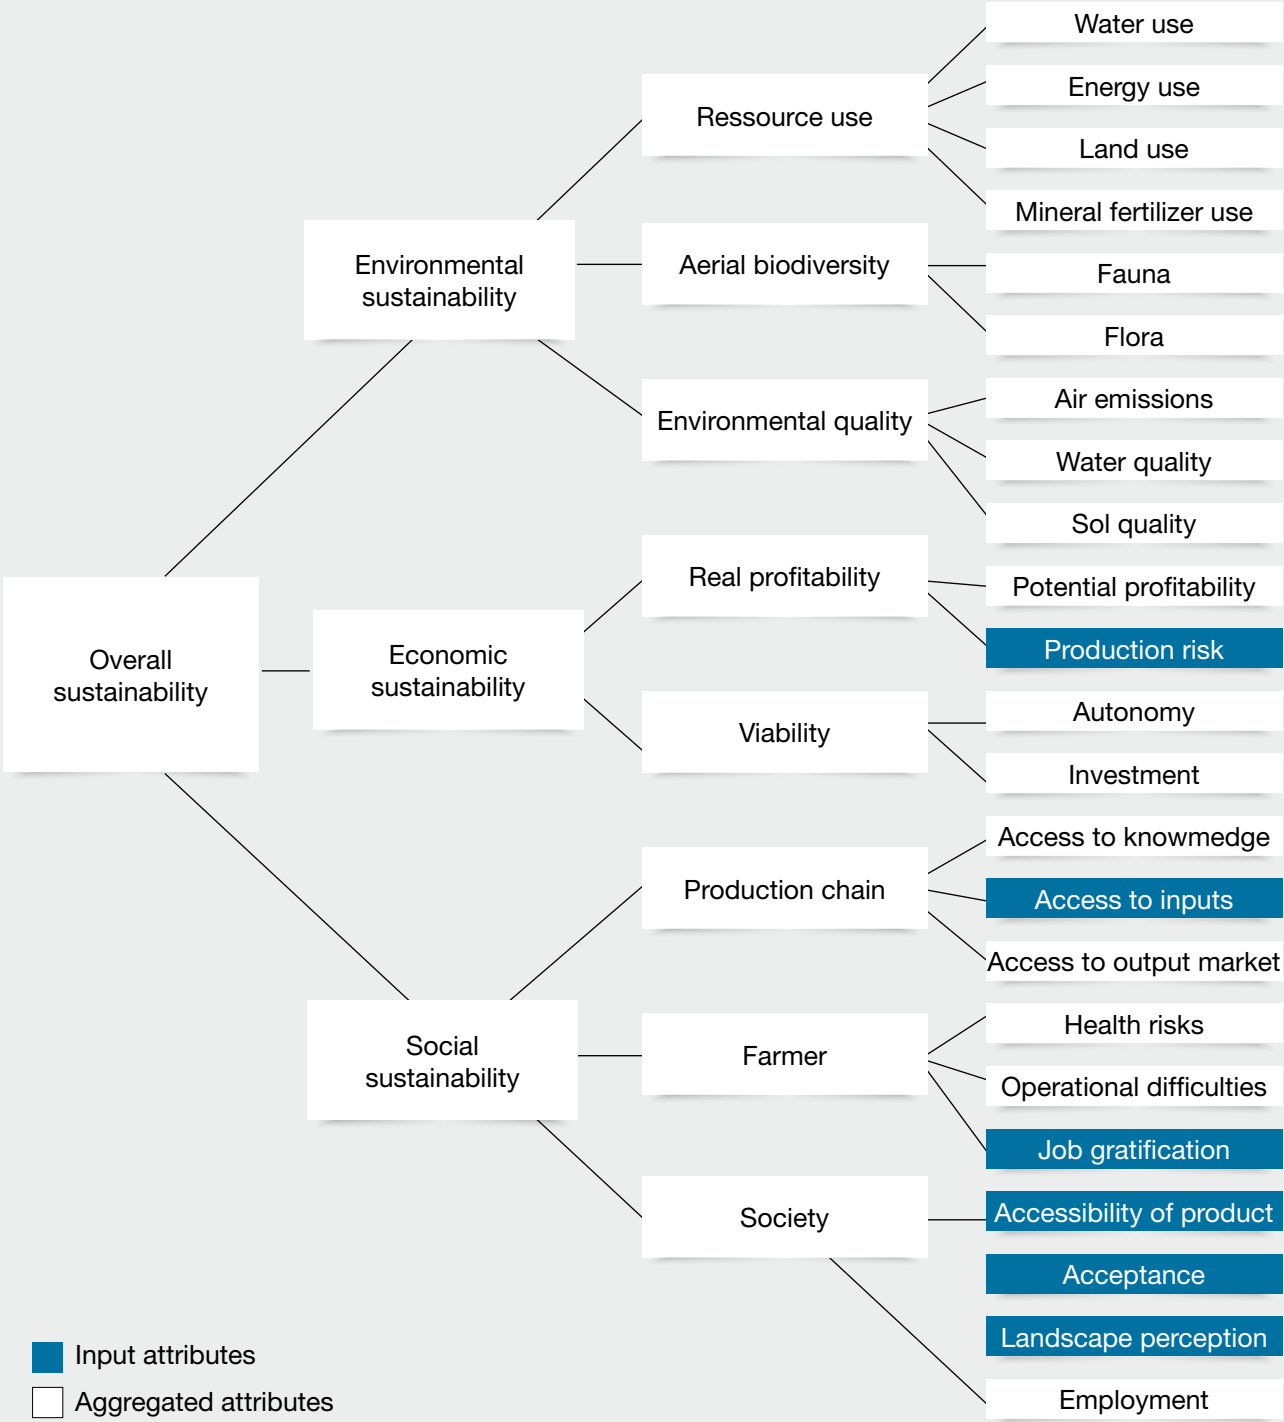 Water use
Energy use
Ressource use
Land use
Mineral fertilizer use
Environmental
sustainability
Aerial biodiversity
Fauna
Flora
Air emissions
Environmental quality
Water quality
Sol quality
Real profitability
Potential profitability
Production risk
Overall
sustainability
Economic
sustainability
Autonomy
Viability
Investment
Access to knowmedge
Production chain
Access to inputs
Access to output market
Social
sustainability
Health risks
Farmer
Operational difficulties
Job gratification
Society
Accessibility of product
Acceptance
Landscape perception
Employment
Input attributes
Aggregated attributes